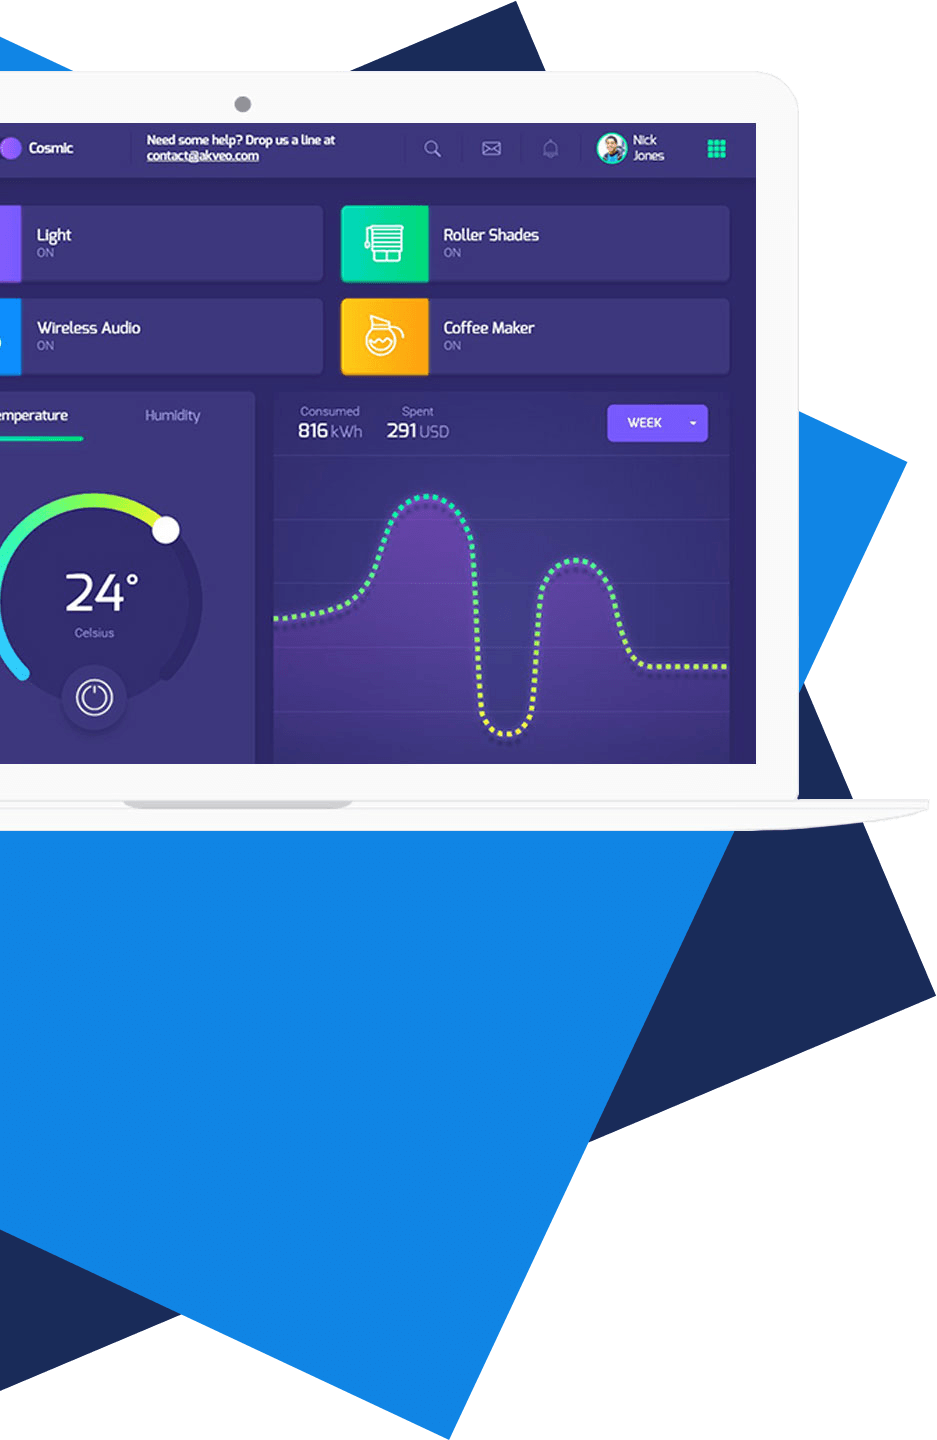 Cosmic
Need some help? Drop us a line at
contact@akveo.com
Nick
Jones
Light
ON
Roller Shades
ON
Wireless Audio
ON
Coffee Maker
ON
emperature
Humidity
Consumed
816 kWh
Spent
291 USD
WEEK
24°
Celsius